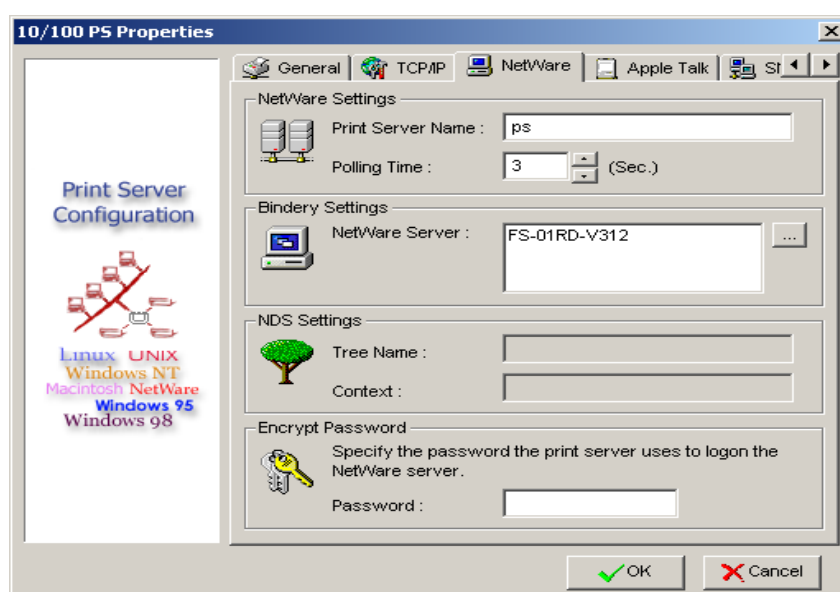 10/100 PS Properties
General
TCP/IP
NetWare
Apple Talk
Print Server
Configuration
Linux UNIX
Windows NT
Macintosh NetWare
Windows 95
Windows 98
NetWare Settings
Print Server Name : ps
Polling Time : 3 (Sec.)
Bindery Settings
NetWare Server : FS-01RD-V312
...
NDS Settings
Tree Name :
Context :
Encrypt Password
Specify the password the print server uses to logon the
NetWare server.
Password :
OK
Cancel